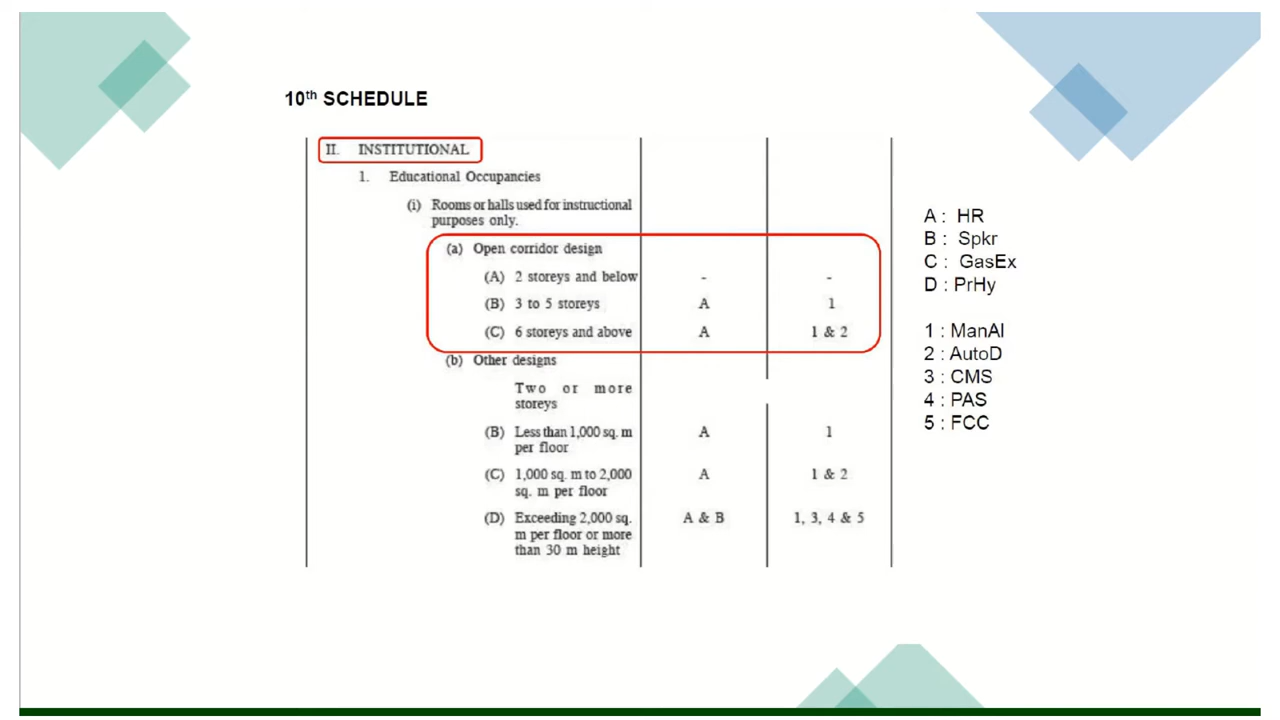 10th SCHEDULE
II. INSTITUTIONAL
1. Educational Occupancies
(i) Rooms or halls used for instructional
purposes only.
(a) Open corridor design
(A) 2 storeys and below - -
(B) 3 to 5 storeys A 1
(C) 6 storeys and above A 1 & 2
(b) Other designs
Two or more
storeys
(B) Less than 1,000 sq. m A 1
per floor
(C) 1,000 sq. m to 2,000 A 1 & 2
sq. m per floor
(D) Exceeding 2,000 sq. A & B 1, 3, 4 & 5
m per floor or more
than 30 m height
A : HR
B : Spkr
C : GasEx
D : PrHy
1 : ManAl
2 : AutoD
3 : CMS
4 : PAS
5 : FCC